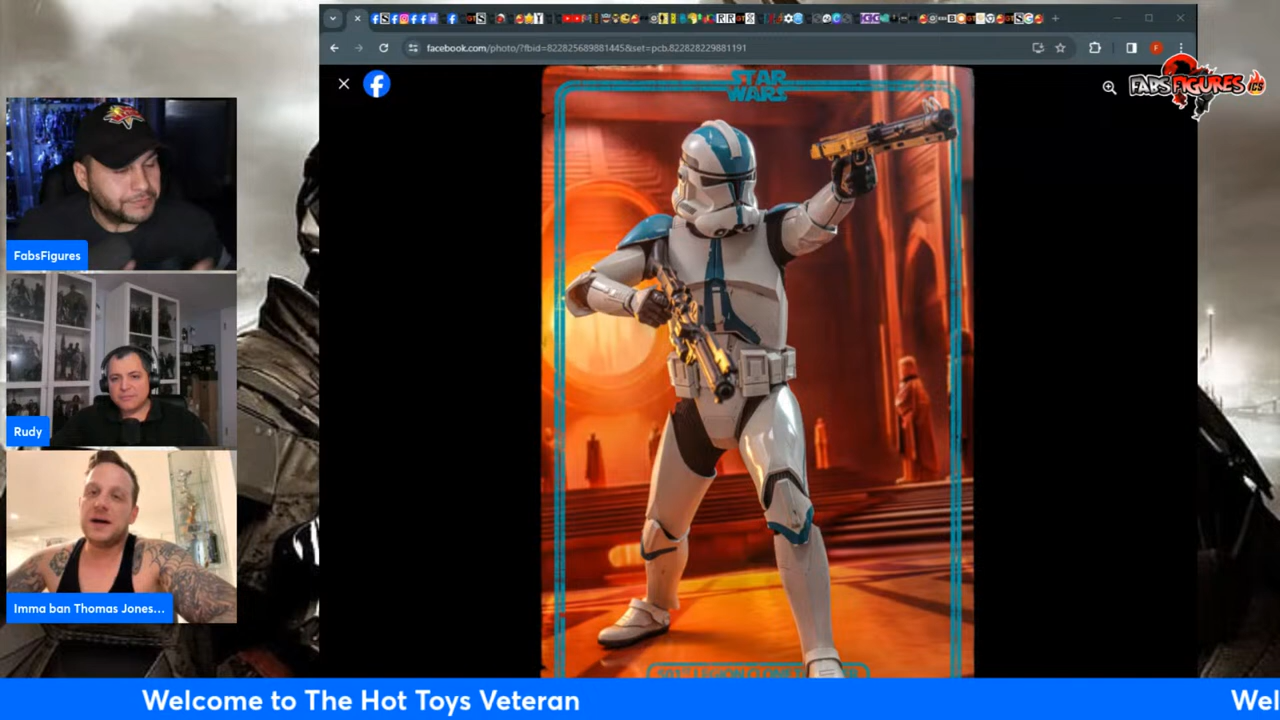 facebook.com/photo/?fbid=822825689881445&set=pcb.822828229881191
FABSFIGURES
STAR
WARS
FabsFigures
Rudy
Imma ban Thomas Jones...
Welcome to The Hot Toys Veteran
Wel